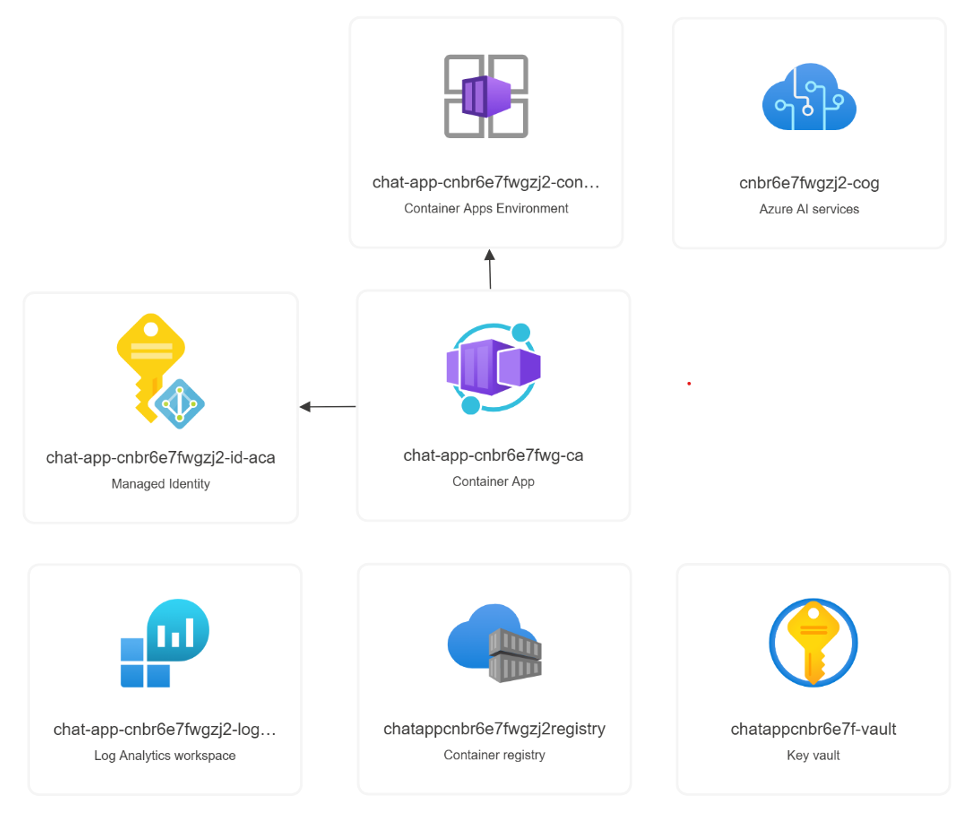 chat-app-cnbr6e7fwgzj2-con...
Container Apps Environment
cnbr6e7fwgzj2-cog
Azure AI services
chat-app-cnbr6e7fwgzj2-id-aca
Managed Identity
chat-app-cnbr6e7fwg-ca
Container App
chat-app-cnbr6e7fwgzj2-log...
Log Analytics workspace
chatappcnbr6e7fwgzj2registry
Container registry
chatappcnbr6e7f-vault
Key vault